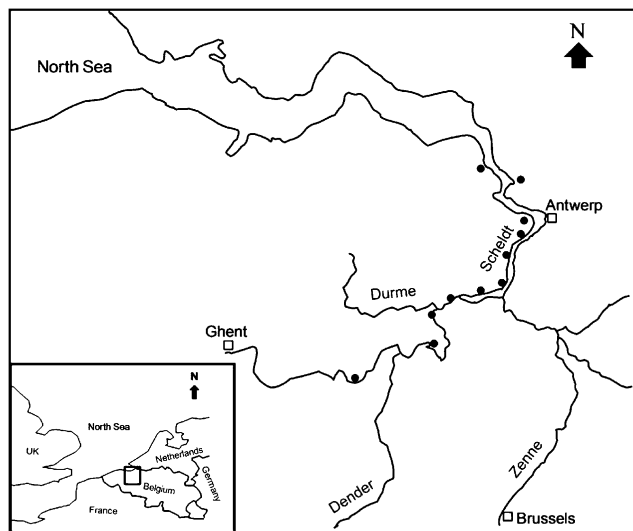 N
North Sea
Antwerp
Scheldt
Durme
Ghent
Dender
Zenne
Brussels
N
North Sea
UK
Netherlands
Germany
Belgium
France